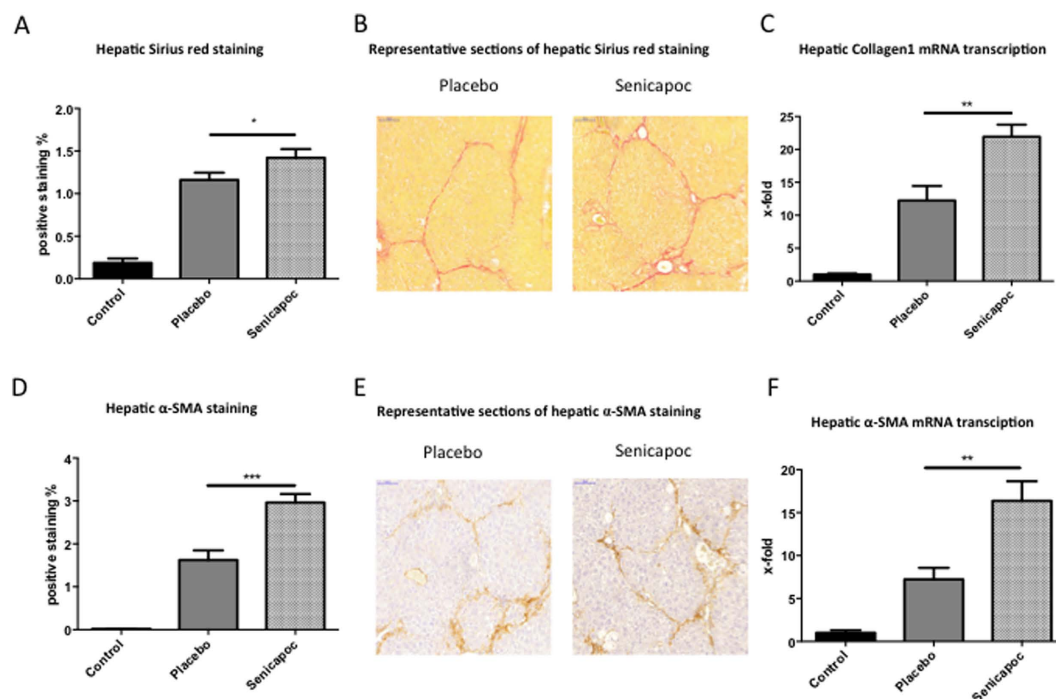 A
Hepatic Sirius red staining
positive staining %
2.0
1.5
1.0
0.5
0.0
*
Control
Placebo
Senicapoc
B
Representative sections of hepatic Sirius red staining
Placebo
Senicapoc
C
Hepatic Collagen1 mRNA transcription
x-fold
25
20
15
10
5
0
**
Control
Placebo
Senicapoc
D
Hepatic α-SMA staining
positive staining %
4
3
2
1
0
***
Control
Placebo
Senicapoc
E
Representative sections of hepatic α-SMA staining
Placebo
Senicapoc
F
Hepatic α-SMA mRNA transciption
x-fold
20
15
10
5
0
**
Control
Placebo
Senicapoc